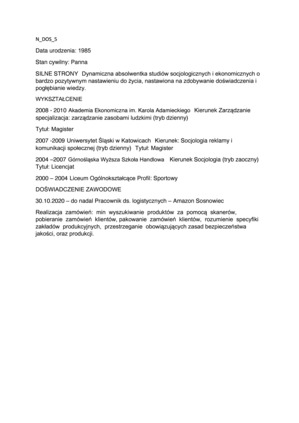 N_DOS_5
Data urodzenia: 1985
Stan cywilny: Panna
SILNE STRONY Dynamiczna absolwentka studiów socjologicznych i ekonomicznych o
bardzo pozytywnym nastawieniu do życia, nastawiona na zdobywanie doświadczenia i
pogłębianie wiedzy.
WYKSZTAŁCENIE
2008 - 2010 Akademia Ekonomiczna im. Karola Adamieckiego Kierunek Zarządzanie
specjalizacja: zarządzanie zasobami ludzkimi (tryb dzienny)
Tytuł: Magister
2007 -2009 Uniwersytet Śląski w Katowicach Kierunek: Socjologia reklamy i
komunikacji społecznej (tryb dzienny) Tytuł: Magister
2004 –2007 Górnośląska Wyższa Szkoła Handlowa Kierunek Socjologia (tryb zaoczny)
Tytuł: Licencjat
2000 – 2004 Liceum Ogólnokształcące Profil: Sportowy
DOŚWIADCZENIE ZAWODOWE
30.10.2020 – do nadal Pracownik ds. logistycznych – Amazon Sosnowiec
Realizacja zamówień: min wyszukiwanie produktów za pomocą skanerów,
pobieranie zamówień klientów, pakowanie zamówień klientów, rozumienie specyfiki
zakładów produkcyjnych, przestrzeganie obowiązujących zasad bezpieczeństwa
jakości, oraz produkcji.